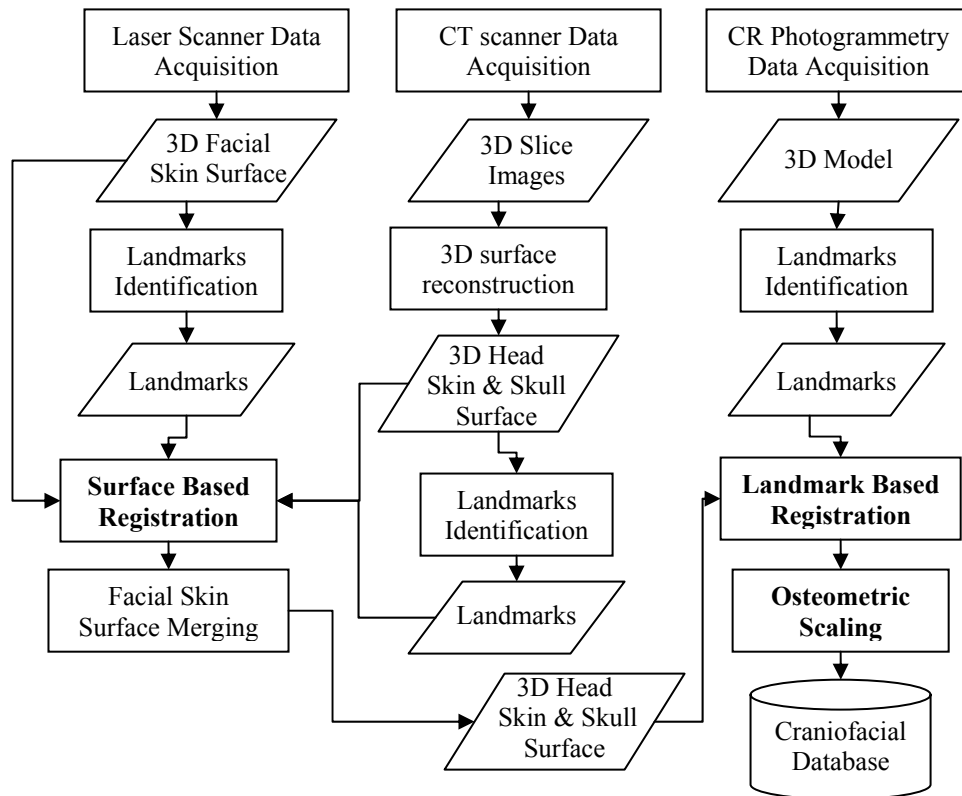 Laser Scanner Data
Acquisition
CT scanner Data
Acquisition
CR Photogrammetry
Data Acquisition
3D Facial
Skin Surface
3D Slice
Images
3D Model
Landmarks
Identification
3D surface
reconstruction
Landmarks
Identification
Landmarks
3D Head
Skin & Skull
Surface
Landmarks
Surface Based
Registration
Landmarks
Identification
Landmark Based
Registration
Facial Skin
Surface Merging
Landmarks
Osteometric
Scaling
3D Head
Skin & Skull
Surface
Craniofacial
Database